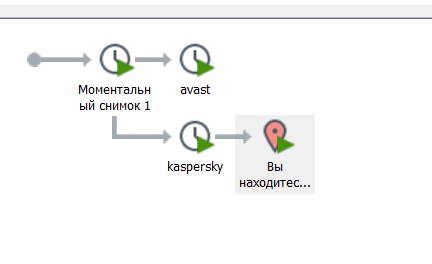 Моментальн
ый снимок 1
avast
kaspersky
Вы
находитес...